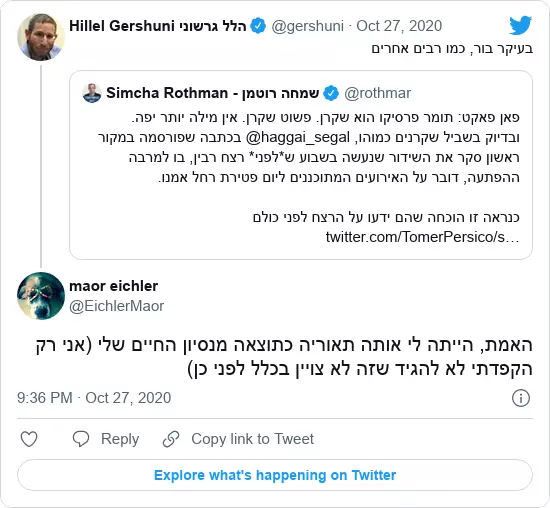 Hillel Gershuni הלל גרשוני @gershuni · Oct 27, 2020
בעיקר בור, כמו רבים אחרים
Simcha Rothman - שמחה רוטמן @rothmar
פאן פאקט: תומר פרסיקו הוא שקרן. פשוט שקרן. אין מילה יותר יפה.
ובדיוק בשביל שקרנים כמוהו, @haggai_segal בכתבה שפורסמה במקור
ראשון סקר את השידור שנעשה בשבוע ש*לפני* רצח רבין, בו למרבה
ההפתעה, דובר על האירועים המתוכננים ליום פטירת רחל אמנו.
כנראה זו הוכחה שהם ידעו על הרצח לפני כולם
twitter.com/TomerPersico/s…
maor eichler
@EichlerMaor
האמת, הייתה לי אותה תאוריה כתוצאה מנסיון החיים שלי (אני רק
הקפדתי לא להגיד שזה לא צויין בכלל לפני כן)
9:36 PM · Oct 27, 2020
Reply
Copy link to Tweet
Explore what's happening on Twitter